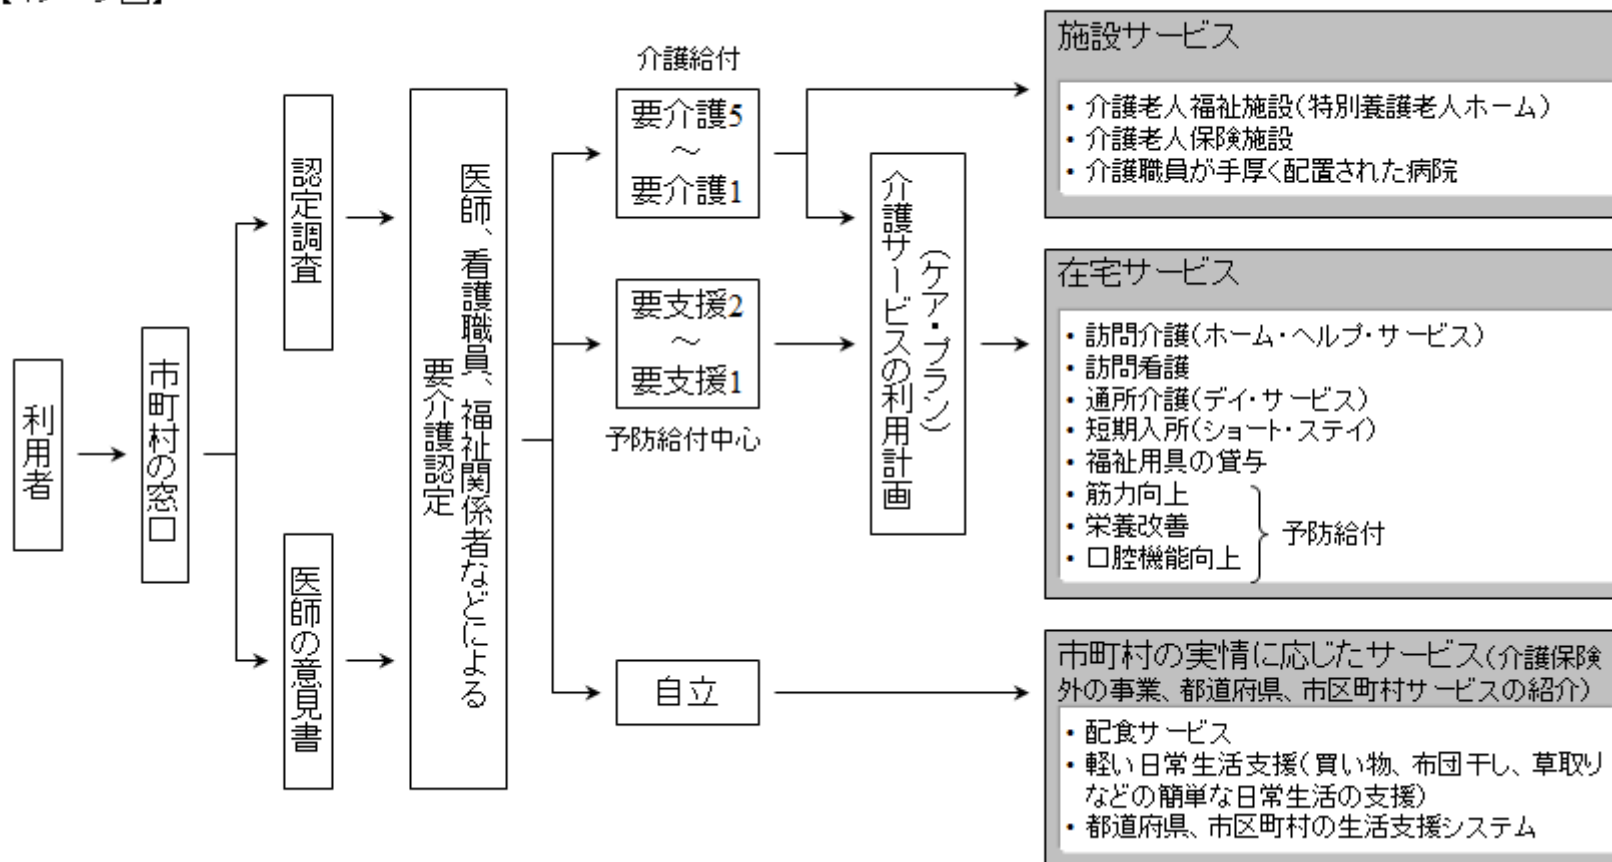 利用者
市町村の窓口
認定調査
医師の意見書
医師、看護職員、福祉関係者などによる
要介護認定
介護給付
要介護5
～
要介護1
要支援2
～
要支援1
予防給付中心
自立
介護サービスの利用計画
(ケア・プラン)
施設サービス
・介護老人福祉施設(特別養護老人ホーム)
・介護老人保険施設
・介護職員が手厚く配置された病院
在宅サービス
・訪問介護(ホーム・ヘルプ・サービス)
・訪問看護
・通所介護(デイ・サービス)
・短期入所(ショート・ステイ)
・福祉用具の貸与
・筋力向上
・栄養改善
・口腔機能向上
予防給付
市町村の実情に応じたサービス(介護保険
外の事業、都道府県、市区町村サービスの紹介)
・配食サービス
・軽い日常生活支援(買い物、布団干し、草取り
などの簡単な日常生活の支援)
・都道府県、市区町村の生活支援システム